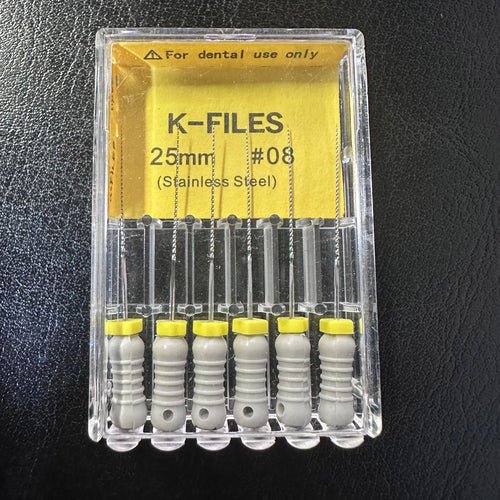 ⚠For dental use only
K-FILES
25mm #08
(Stainless Steel)